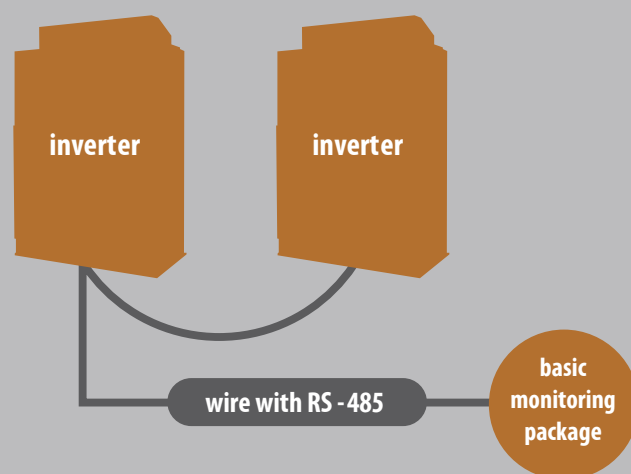 inverter
inverter
wire with RS - 485
basic
monitoring
package